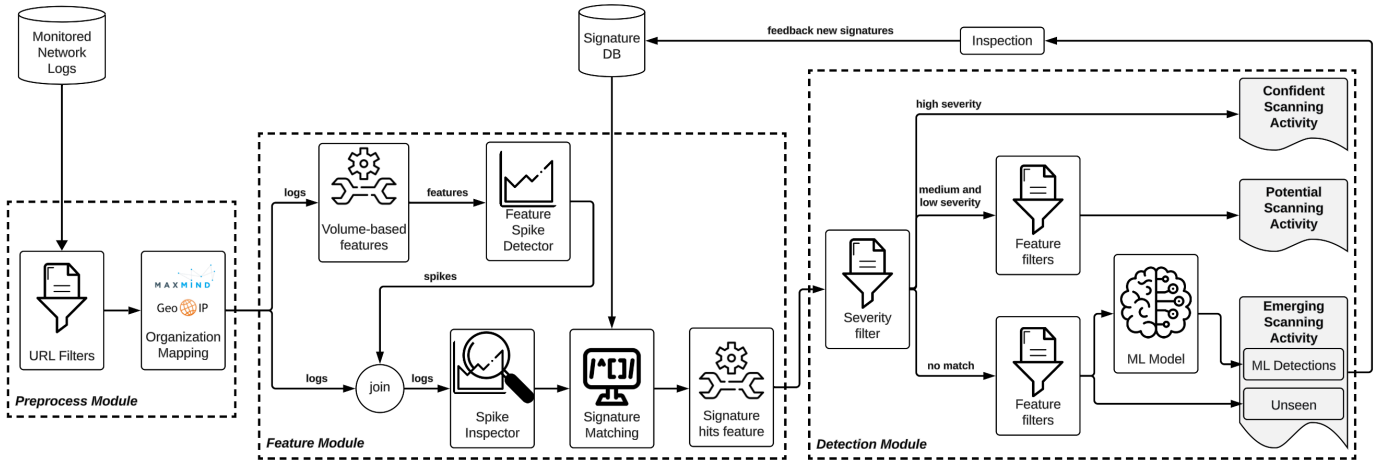 Monitored
Network
Logs
Signature
DB
feedback new signatures
Inspection
URL Filters
MAXMIND
Geo IP
Organization
Mapping
Preprocess Module
logs
Volume-based
features
features
Feature
Spike
Detector
spikes
logs
join
logs
Spike
Inspector
/^[]/
Signature
Matching
Signature
hits feature
Feature Module
Severity
filter
high severity
Confident
Scanning
Activity
medium and
low severity
Feature
filters
Potential
Scanning
Activity
no match
Feature
filters
ML Model
Emerging
Scanning
Activity
ML Detections
Unseen
Detection Module